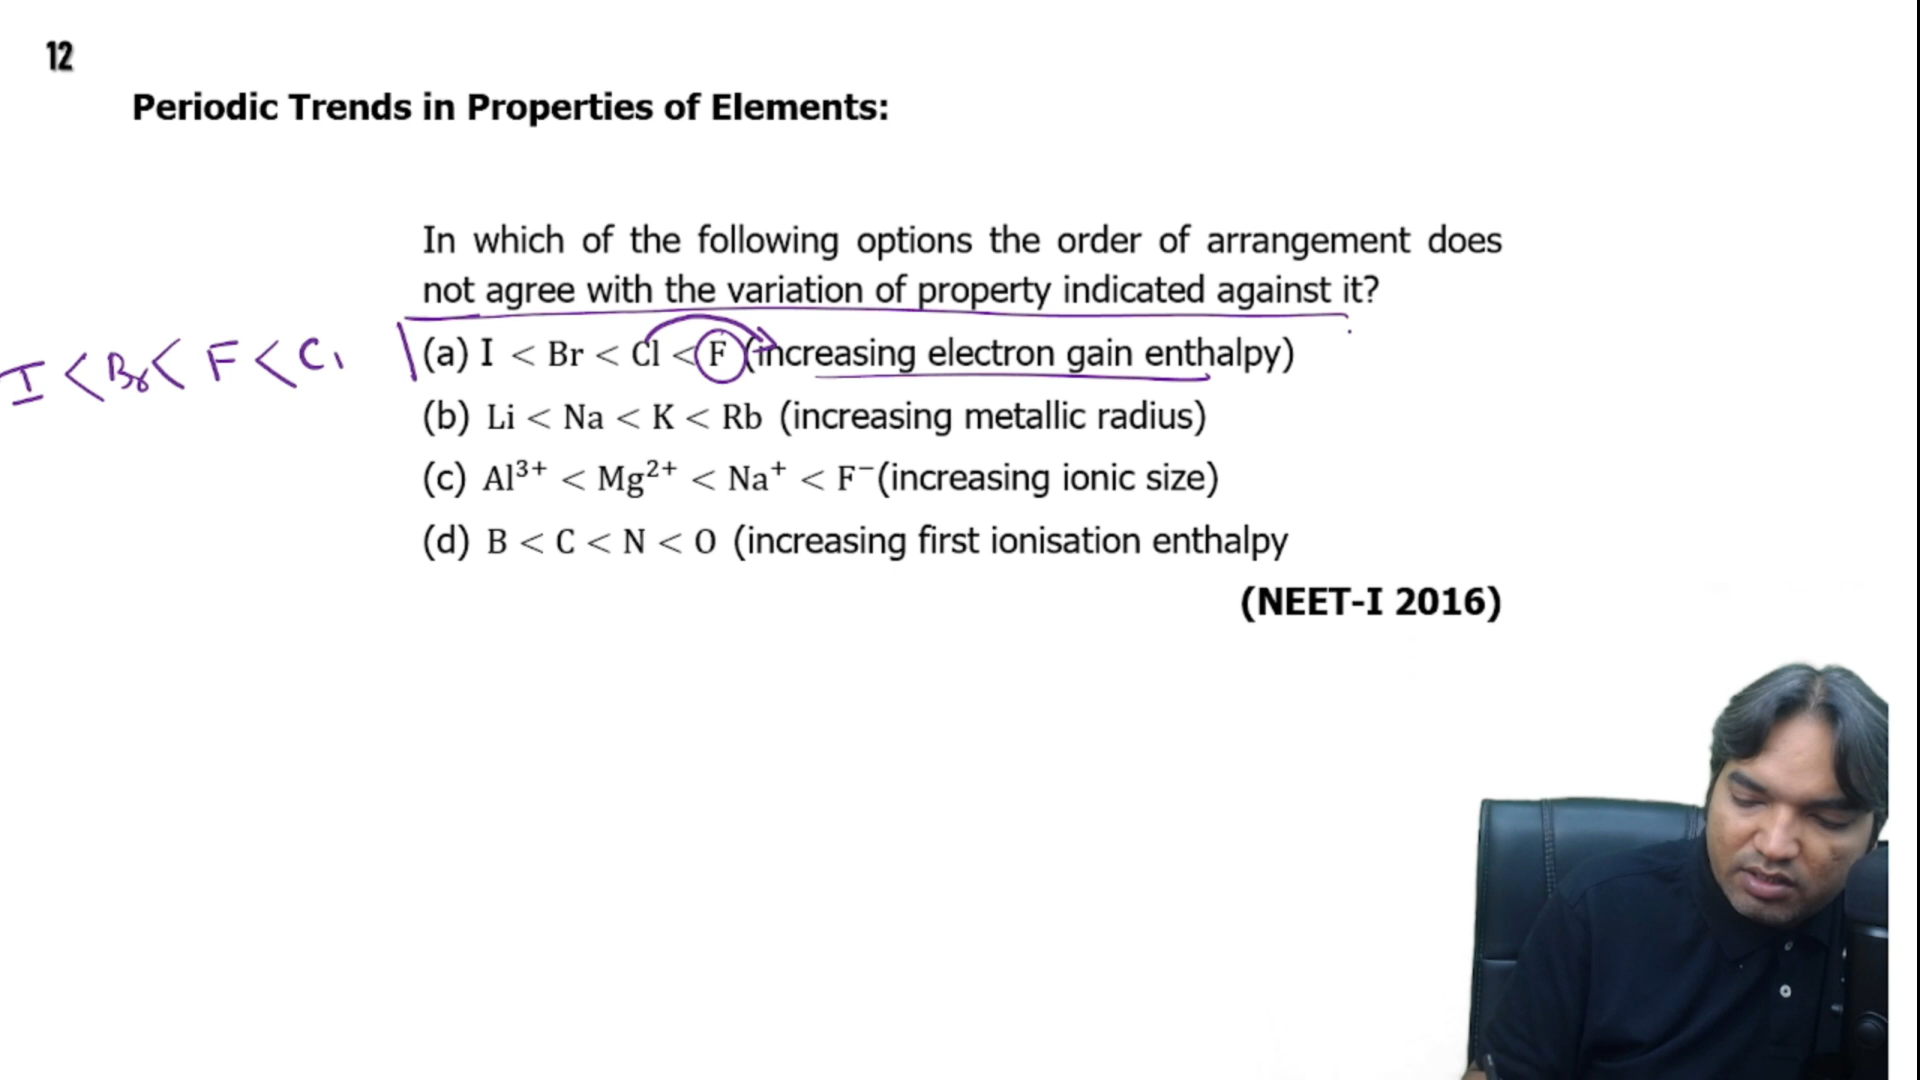 12
Periodic Trends in Properties of Elements:
In which of the following options the order of arrangement does
not agree with the variation of property indicated against it?
I < Br < F < Cl
(a) I < Br < Cl < F (increasing electron gain enthalpy)
(b) Li < Na < K < Rb (increasing metallic radius)
(c) Al³⁺ < Mg²⁺ < Na⁺ < F⁻(increasing ionic size)
(d) B < C < N < O (increasing first ionisation enthalpy
(NEET-I 2016)